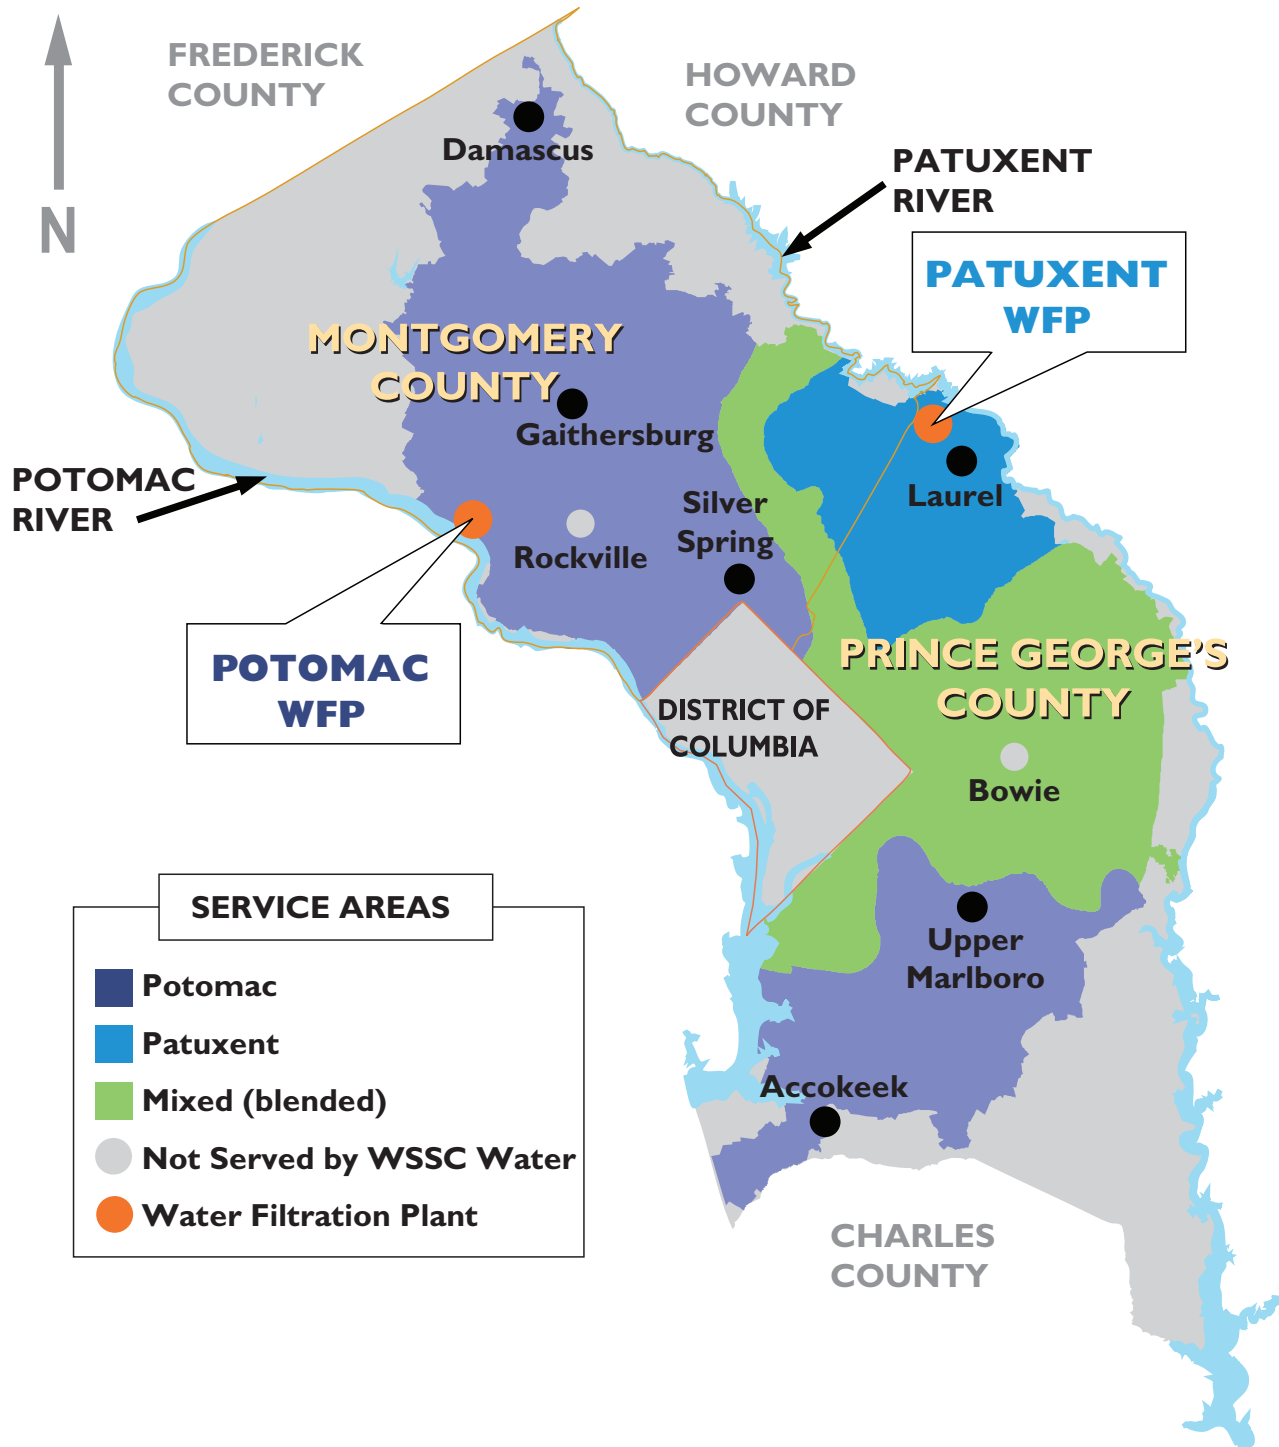 FREDERICK
COUNTY
HOWARD
COUNTY
N
Damascus
PATUXENT
RIVER
PATUXENT
WFP
MONTGOMERY
COUNTY
Gaithersburg
POTOMAC
RIVER
Laurel
Silver
Spring
Rockville
POTOMAC
WFP
PRINCE GEORGE'S
COUNTY
DISTRICT OF
COLUMBIA
Bowie
SERVICE AREAS
Potomac
Patuxent
Mixed (blended)
Not Served by WSSC Water
Water Filtration Plant
Upper
Marlboro
Accokeek
CHARLES
COUNTY